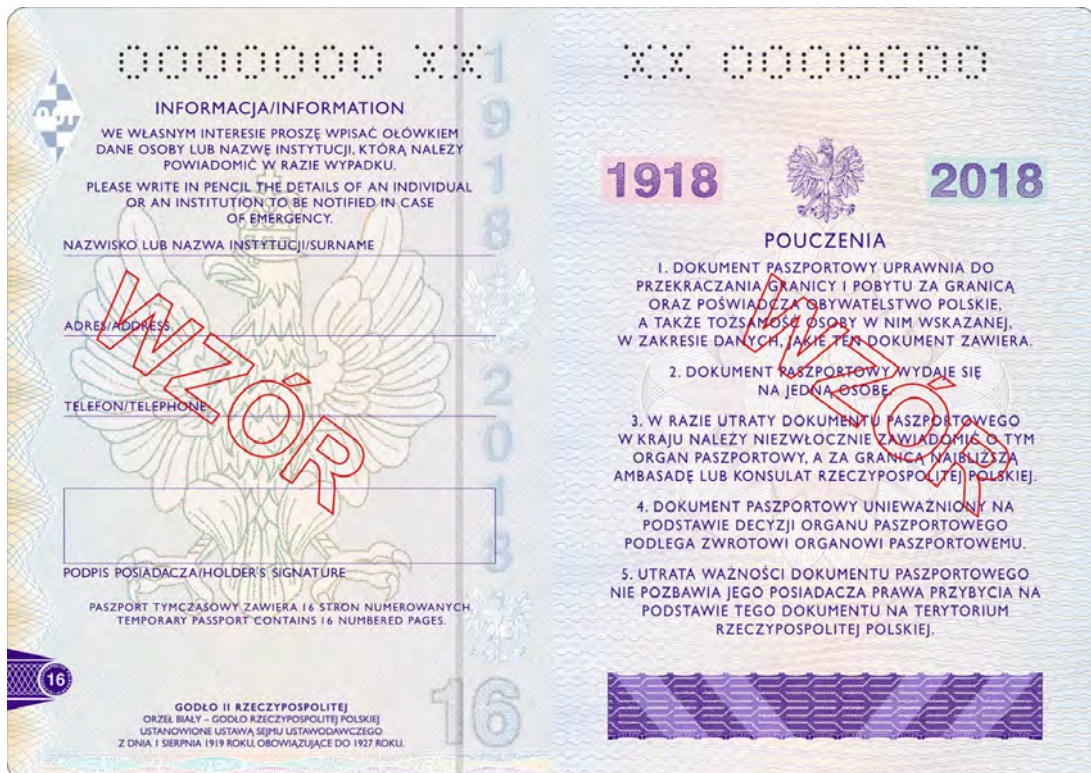 0000000 XX
INFORMACJA/INFORMATION
WE WŁASNYM INTERESIE PROSZĘ WPISAĆ OŁÓWKIEM
DANE OSOBY LUB NAZWĘ INSTYTUCJI, KTÓRĄ NALEŻY
POWIADOMIĆ W RAZIE WYPADKU.
PLEASE WRITE IN PENCIL THE DETAILS OF AN INDIVIDUAL
OR AN INSTITUTION TO BE NOTIFIED IN CASE
OF EMERGENCY.
NAZWISKO LUB NAZWA INSTYTUCJI/SURNAME
ADRES/ADDRESS
TELEFON/TELEPHONE
WZÓR
PODPIS POSIADACZA/HOLDER'S SIGNATURE
PASZPORT TYMCZASOWY ZAWIERA 16 STRON NUMEROWANYCH.
TEMPORARY PASSPORT CONTAINS 16 NUMBERED PAGES.
16
GODŁO II RZECZYPOSPOLITEJ
ORZEŁ BIAŁY – GODŁO RZECZYPOSPOLITEJ POLSKIEJ
USTANOWIONE USTAWĄ SEJMU USTAWODAWCZEGO
Z DNIA 1 SIERPNIA 1919 ROKU, OBOWIĄZUJĄCE DO 1927 ROKU.
1918 2018
16
XX 0000000
1918 2018
POUCZENIA
1. DOKUMENT PASZPORTOWY UPRAWNIA DO
PRZEKRACZANIA GRANICY I POBYTU ZA GRANICĄ
ORAZ POŚWIADCZA OBYWATELSTWO POLSKIE,
A TAKŻE TOŻSAMOŚĆ OSOBY W NIM WSKAZANEJ,
W ZAKRESIE DANYCH, JAKIE TEN DOKUMENT ZAWIERA.
2. DOKUMENT PASZPORTOWY WYDAJE SIĘ
NA JEDNĄ OSOBĘ.
3. W RAZIE UTRATY DOKUMENTU PASZPORTOWEGO
W KRAJU NALEŻY NIEZWŁOCZNIE ZAWIADOMIĆ O TYM
ORGAN PASZPORTOWY, A ZA GRANICĄ NAJBLIŻSZĄ
AMBASADĘ LUB KONSULAT RZECZYPOSPOLITEJ POLSKIEJ.
4. DOKUMENT PASZPORTOWY UNIEWAŻNIONY NA
PODSTAWIE DECYZJI ORGANU PASZPORTOWEGO
PODLEGA ZWROTOWI ORGANOWI PASZPORTOWEMU.
5. UTRATA WAŻNOŚCI DOKUMENTU PASZPORTOWEGO
NIE POZBAWIA JEGO POSIADACZA PRAWA PRZYBYCIA NA
PODSTAWIE TEGO DOKUMENTU NA TERYTORIUM
RZECZYPOSPOLITEJ POLSKIEJ.
WZÓR